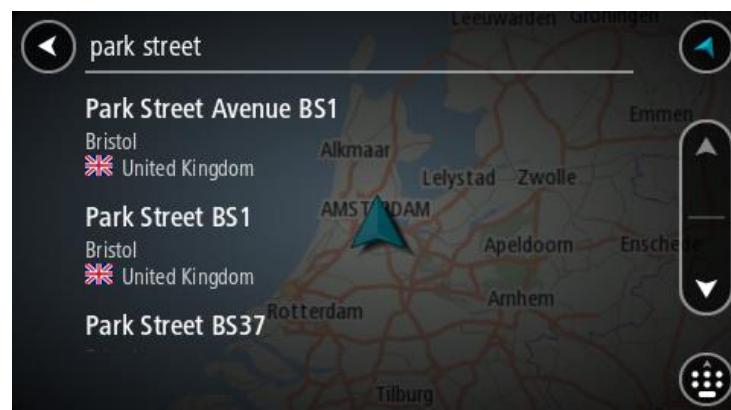 Leeuwarden Groningen
park street
Park Street Avenue BS1
Bristol
United Kingdom
Emmen
Alkmaar
Lelystad Zwolle
AMSTERDAM
Park Street BS1
Bristol
United Kingdom
Apeldoorn
Arnhem
Rotterdam
Park Street BS37
Tilburg